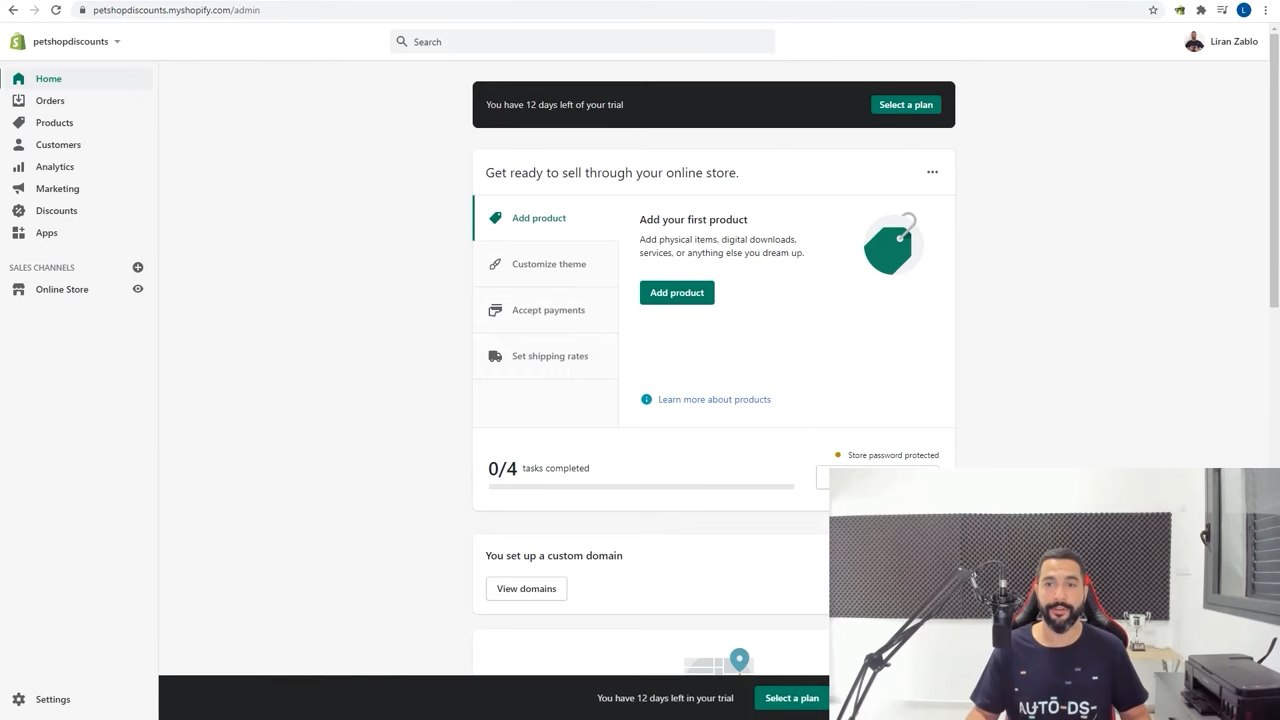 petshopdiscounts.myshopify.com/admin
L
petshopdiscounts
Search
Liran Zablo
Home
Orders
Products
Customers
Analytics
Marketing
Discounts
Apps
SALES CHANNELS
Online Store
Settings
You have 12 days left of your trial
Select a plan
Get ready to sell through your online store.
Add product
Customize theme
Accept payments
Set shipping rates
Add your first product
Add physical items, digital downloads,
services, or anything else you dream up.
Add product
Learn more about products
0/4 tasks completed
Store password protected
You set up a custom domain
View domains
You have 12 days left in your trial
Select a plan
AUTO-DS-